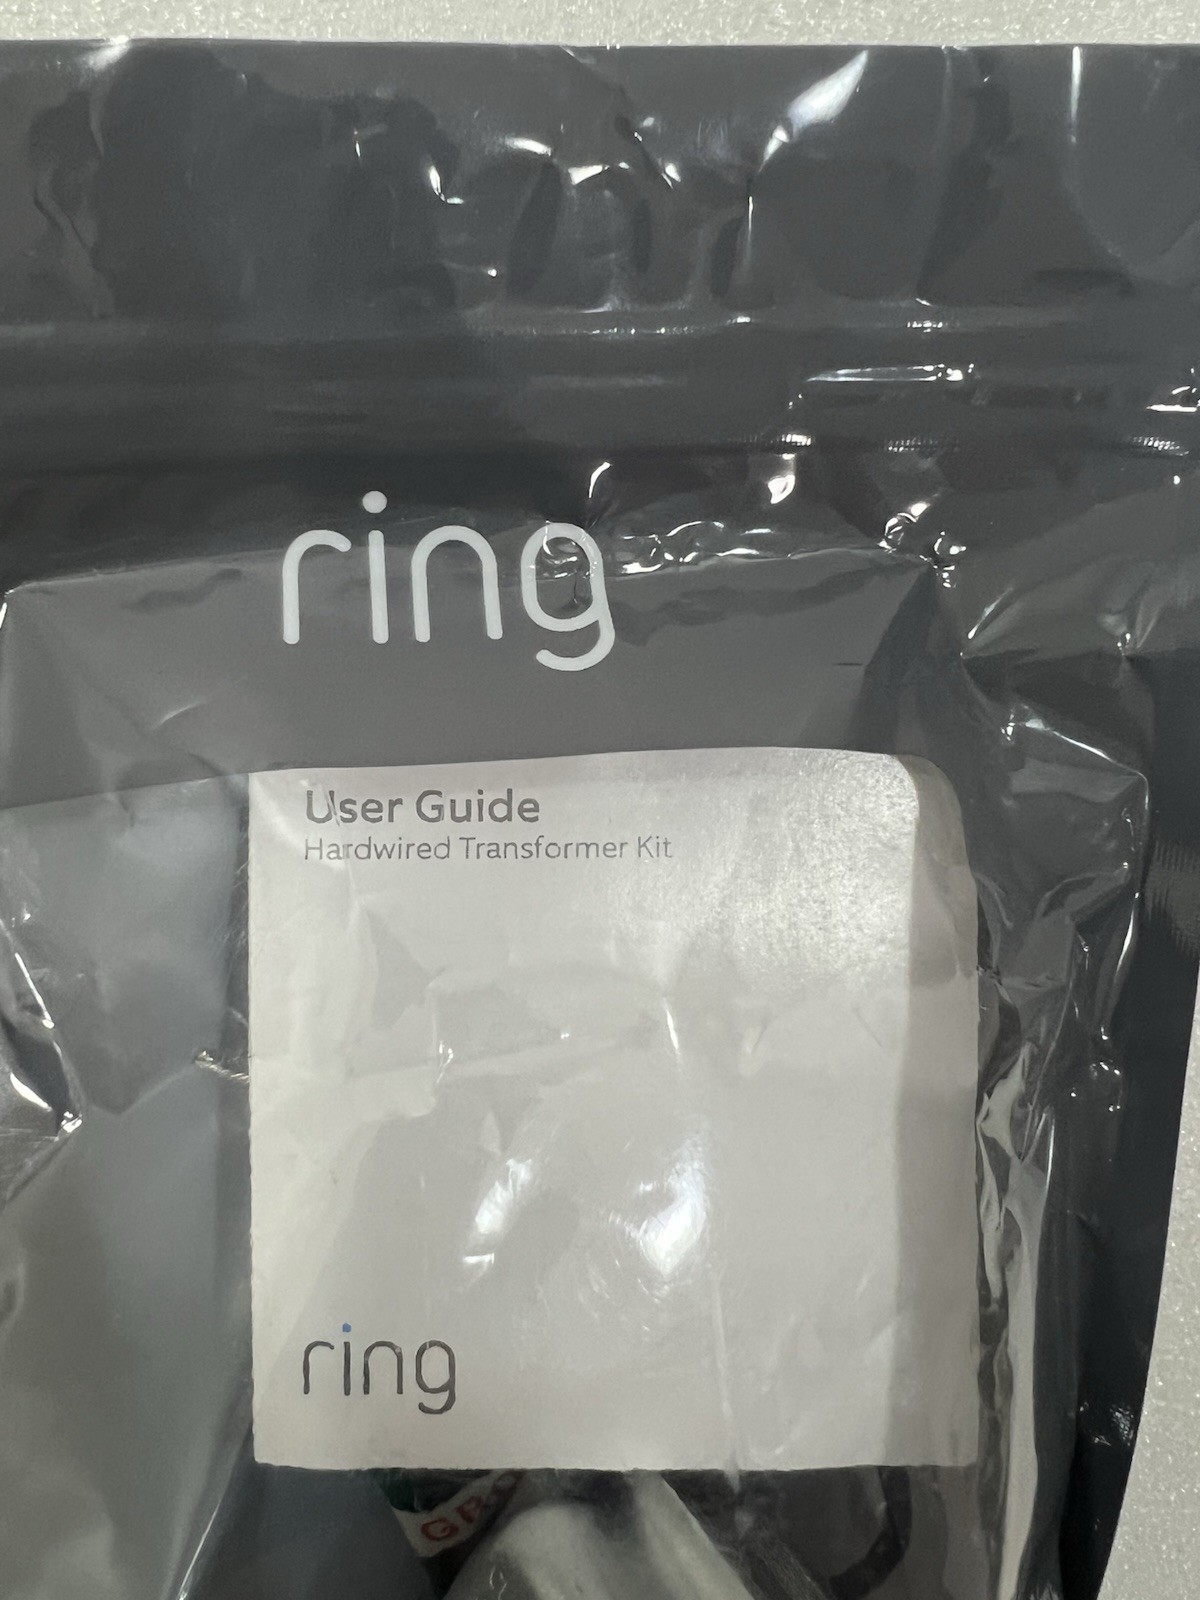 ring
User Guide
Hardwired Transformer Kit
ring